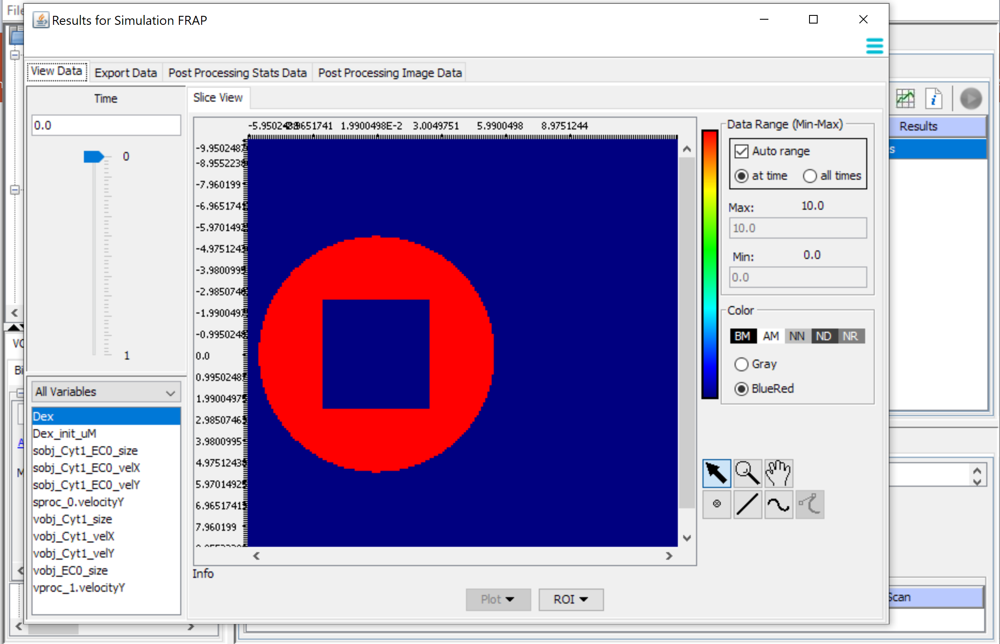 File
Results for Simulation FRAP
View Data
Export Data
Post Processing Stats Data
Post Processing Image Data
Time
0.0
0
1
All Variables
Dex
Dex_init_uM
sobj_Cyt1_EC0_size
sobj_Cyt1_EC0_velX
sobj_Cyt1_EC0_velY
sproc_0.velocityY
vobj_Cyt1_size
vobj_Cyt1_velX
vobj_Cyt1_velY
vobj_EC0_size
vproc_1.velocityY
Slice View
1.9900498E-2 3.0049751 5.9900498 8.9751244
-9.9502487
-8.9552238
-7.960199
-6.9651741
-5.9701492
-4.9751243
-3.9800995
-2.9850746
-1.9900497
-0.9950248
0.0
0.9950248
1.9900497
2.9850746
3.9800995
4.9751243
5.9701492
6.9651741
7.960199
Info
Plot
ROI
Data Range (Min-Max)
Auto range
at time
all times
Max:
10.0
10.0
Min:
0.0
0.0
Color
BM AM NN ND NR
Gray
BlueRed
Results
s
Scan
VC
Bi
A
M